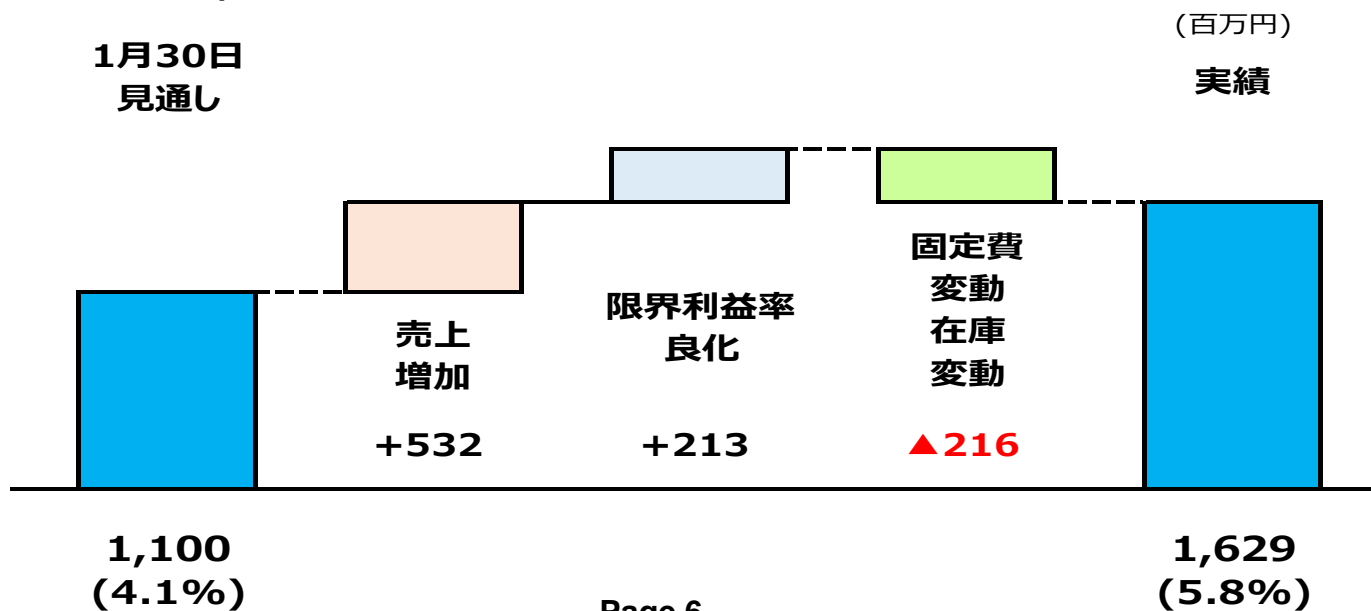 (百万円)
1月30日
見通し
実績
売上
増加
+532
限界利益率
良化
+213
固定費
変動
在庫
変動
▲216
1,100
(4.1%)
1,629
(5.8%)
Page 6